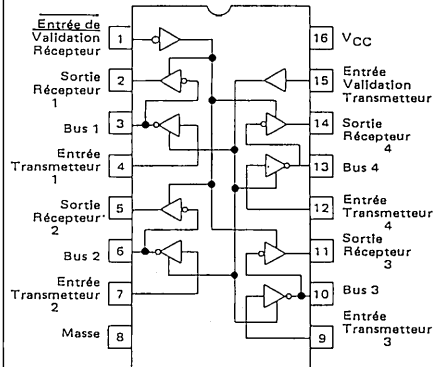 Entrée de
Validation
Récepteur
1
Sortie
Récepteur
1
2
Bus 1
3
Entrée
Transmetteur
1
4
Sortie
Récepteur
2
5
Bus 2
6
Entrée
Transmetteur
2
7
Masse
8
16
VCC
15
Entrée
Validation
Transmetteur
14
Sortie
Récepteur
4
13
Bus 4
12
Entrée
Transmetteur
4
11
Sortie
Récepteur
3
10
Bus 3
9
Entrée
Transmetteur
3